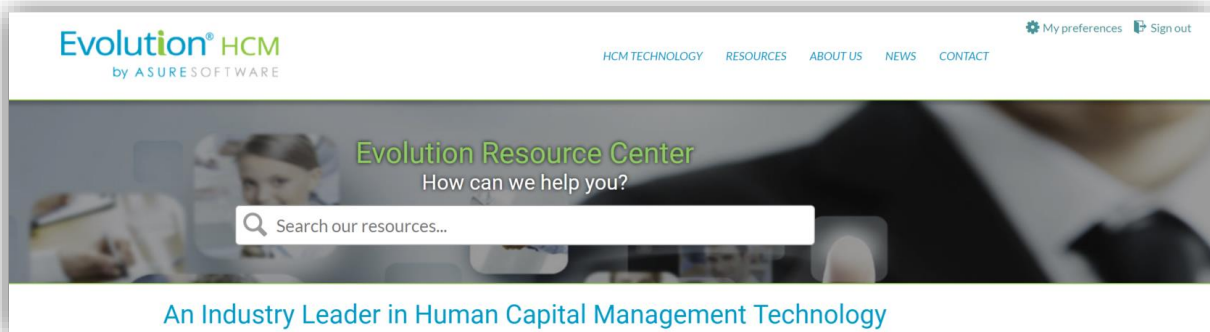 My preferences Sign out
Evolution® HCM
by ASURESOFTWARE
HCM TECHNOLOGY RESOURCES ABOUT US NEWS CONTACT
Evolution Resource Center
How can we help you?
Search our resources...
An Industry Leader in Human Capital Management Technology